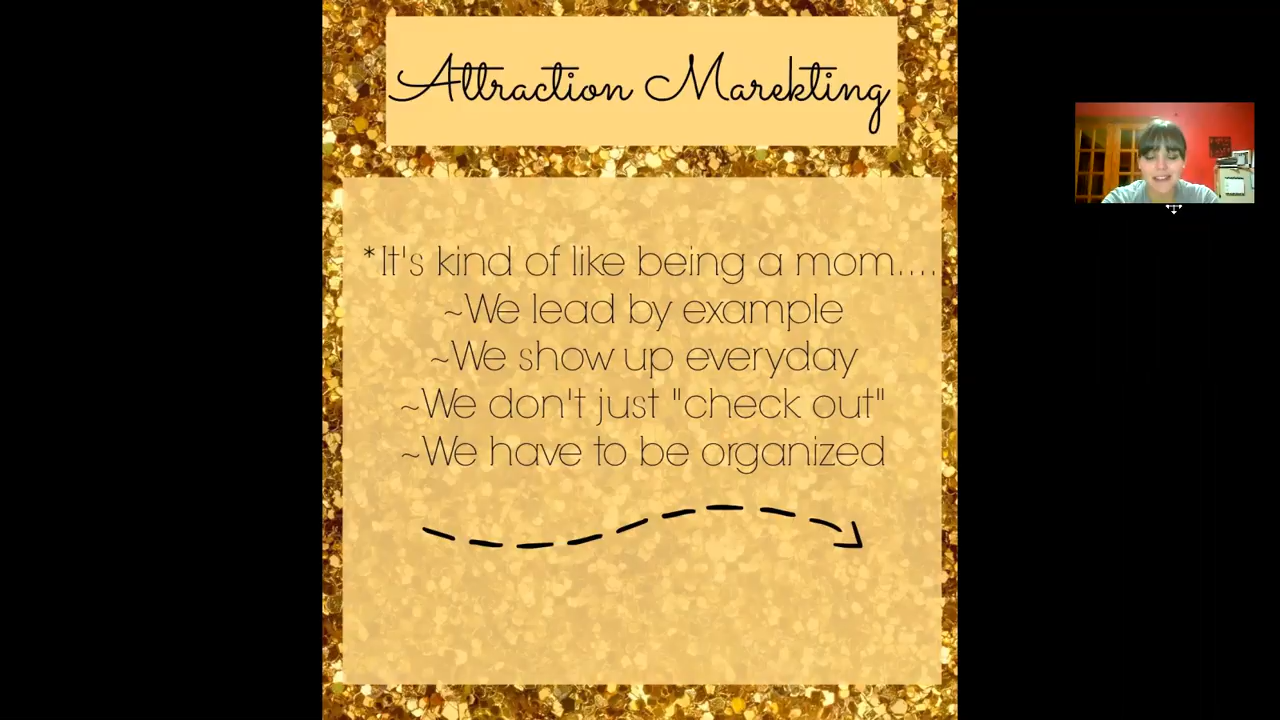 Attraction Marekting
*It's kind of like being a mom....
~We lead by example
~We show up everyday
~We don't just "check out"
~We have to be organized